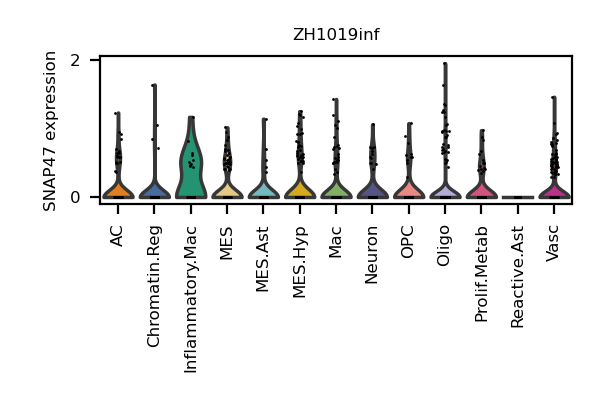 ZH1019inf
SNAP47 expression
2
0
AC
Chromatin.Reg
Inflammatory.Mac
MES
MES.Ast
MES.Hyp
Mac
Neuron
OPC
Oligo
Prolif.Metab
Reactive.Ast
Vasc